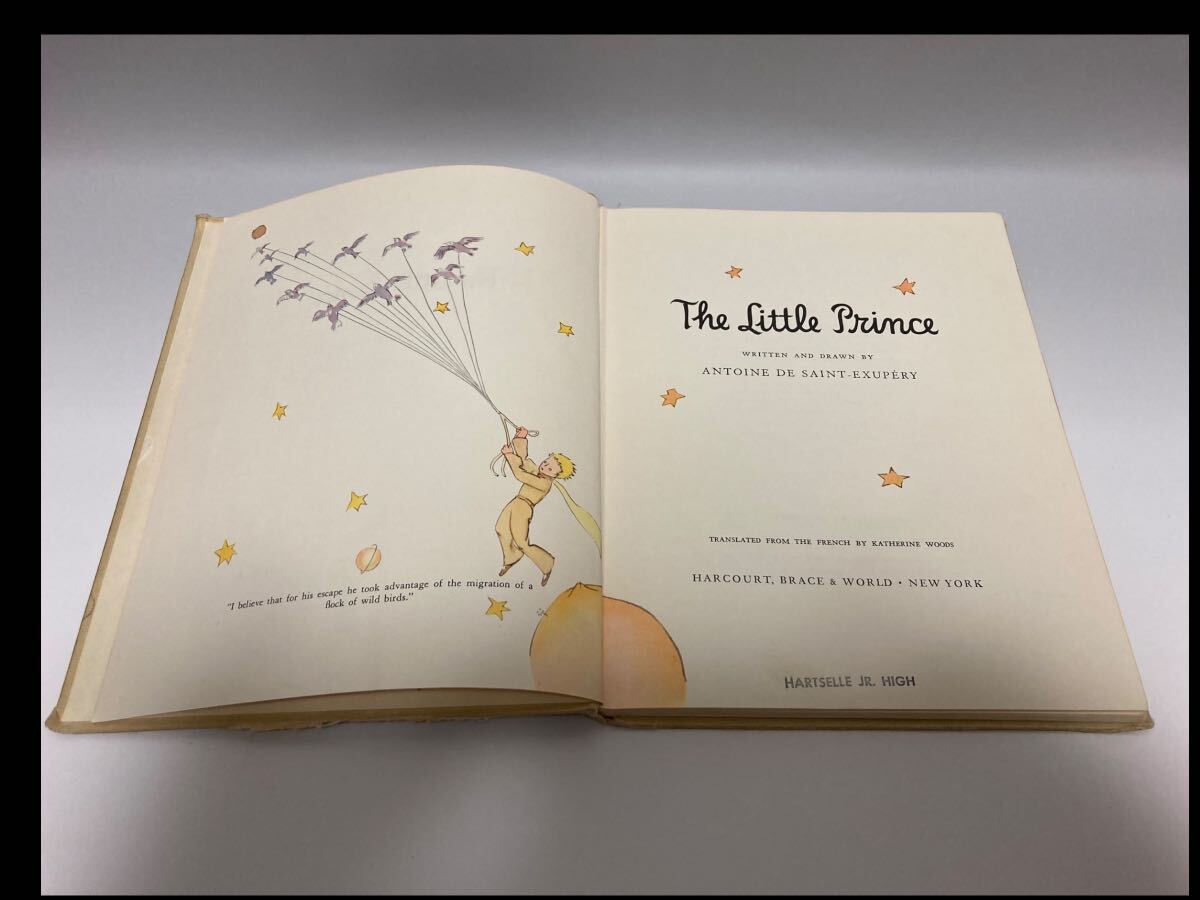 "I believe that for his escape he took advantage of the migration of a
flock of wild birds."
The Little Prince
WRITTEN AND DRAWN BY
ANTOINE DE SAINT-EXUPÉRY
TRANSLATED FROM THE FRENCH BY KATHERINE WOODS
HARCOURT, BRACE & WORLD • NEW YORK
HARTSELLE JR. HIGH